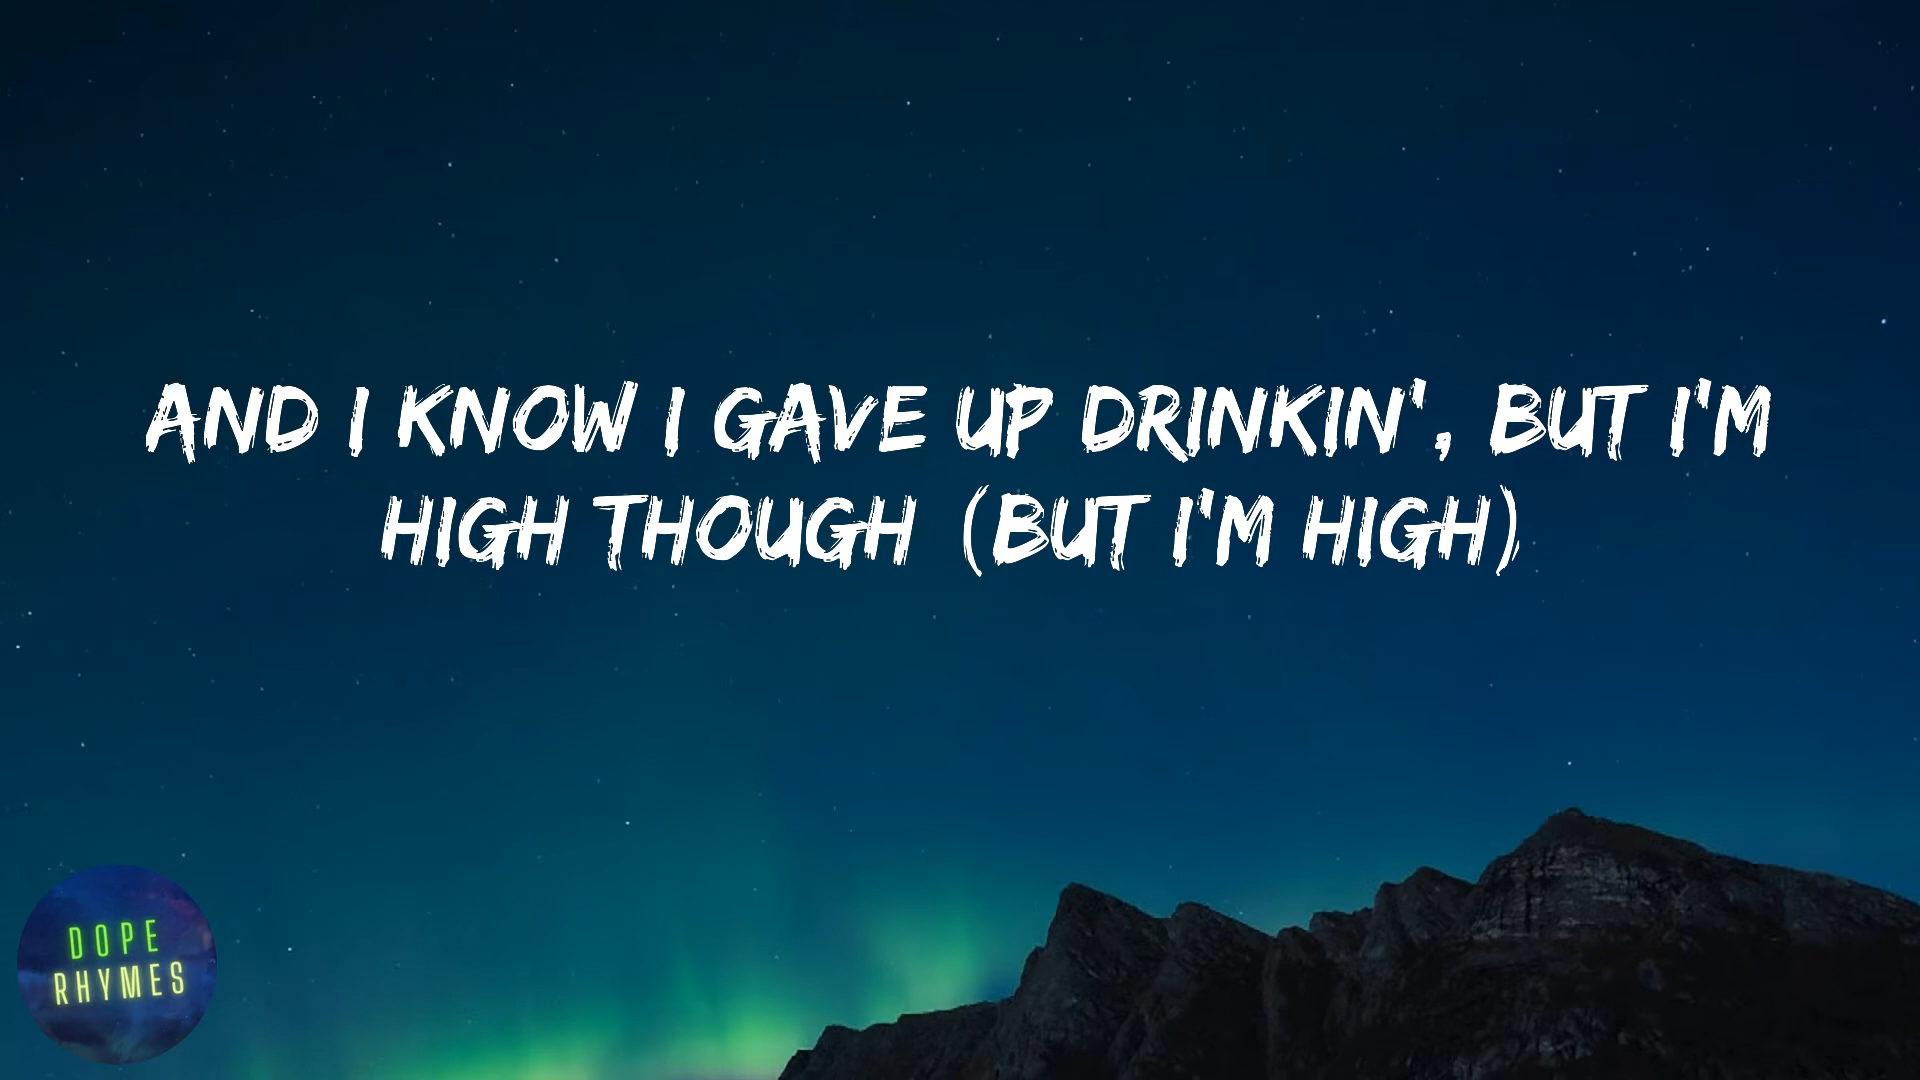 AND I KNOW I GAVE UP DRINKIN', BUT I'M
HIGH THOUGH (BUT I'M HIGH)
DOPE
RHYMES